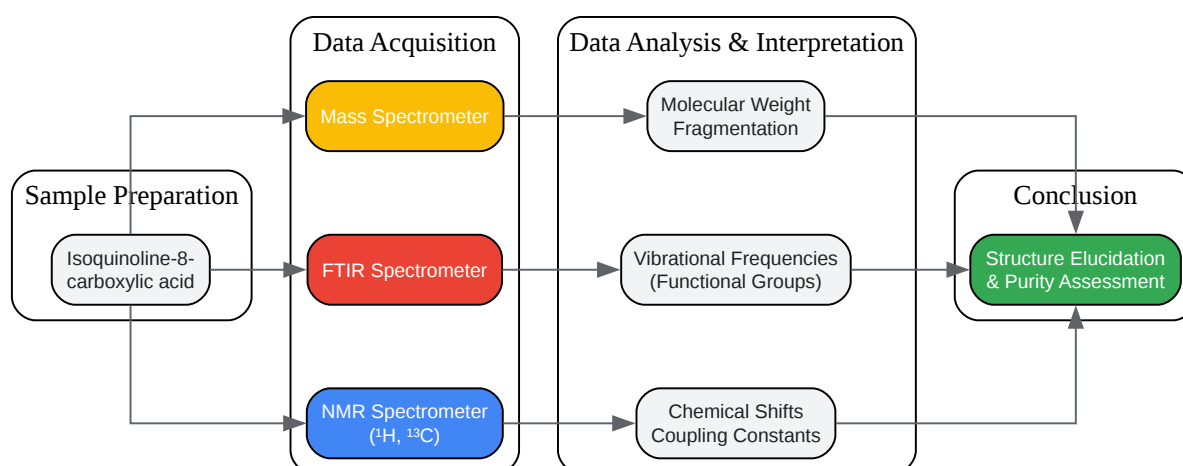 Sample Preparation
Isoquinoline-8-
carboxylic acid
Data Acquisition
Mass Spectrometer
FTIR Spectrometer
NMR Spectrometer
(¹H, ¹³C)
Data Analysis & Interpretation
Molecular Weight
Fragmentation
Vibrational Frequencies
(Functional Groups)
Chemical Shifts
Coupling Constants
Conclusion
Structure Elucidation
& Purity Assessment